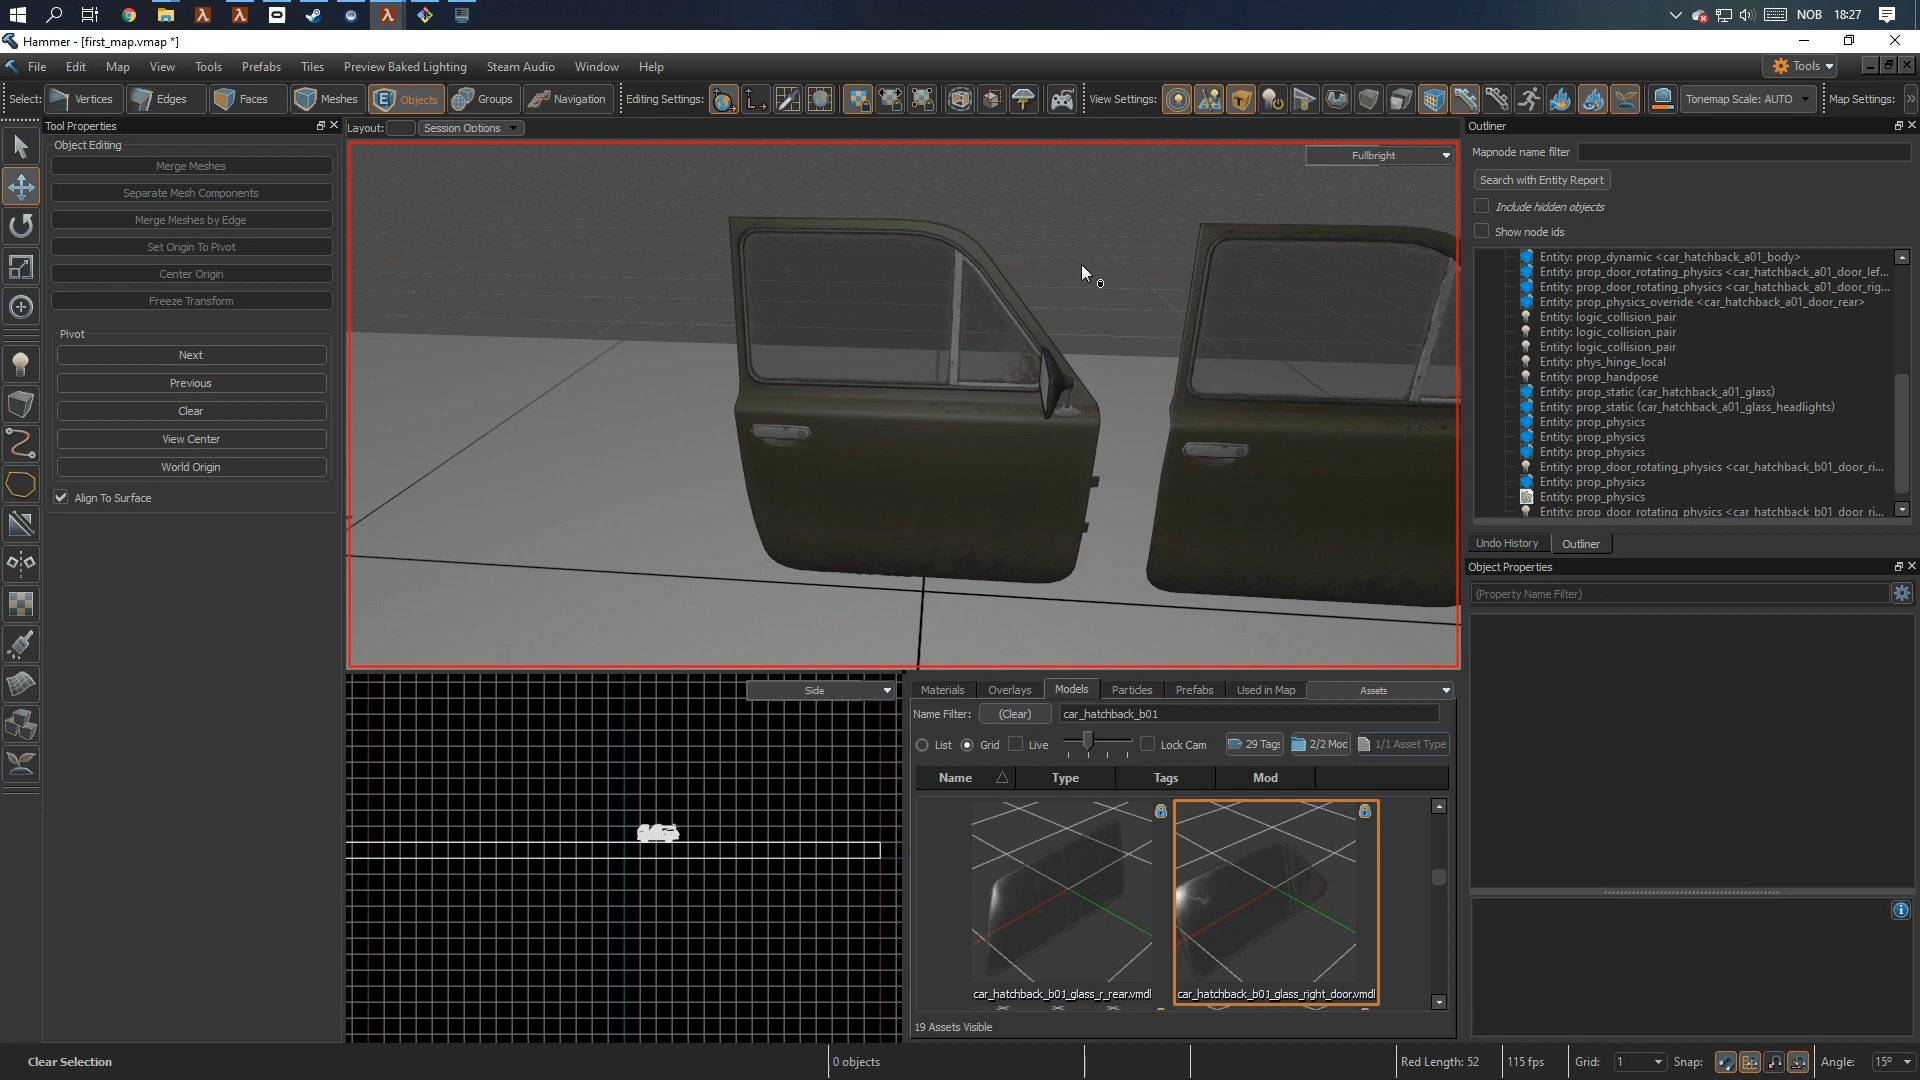 NOB 18:27
Hammer - [first_map.vmap *]
File Edit Map View Tools Prefabs Tiles Preview Baked Lighting Steam Audio Window Help
Tools
Select: Vertices Edges Faces Meshes Objects Groups Navigation Editing Settings: View Settings: Tonemap Scale: AUTO Map Settings: »
Tool Properties
Object Editing
Merge Meshes
Separate Mesh Components
Merge Meshes by Edge
Set Origin To Pivot
Center Origin
Freeze Transform
Pivot
Next
Previous
Clear
View Center
World Origin
Align To Surface
Layout: Session Options
Fullbright
Outliner
Mapnode name filter
Search with Entity Report
Include hidden objects
Show node ids
Entity: prop_dynamic <car_hatchback_a01_body>
Entity: prop_door_rotating_physics <car_hatchback_a01_door_lef...
Entity: prop_door_rotating_physics <car_hatchback_a01_door_rig...
Entity: prop_physics_override <car_hatchback_a01_door_rear>
Entity: logic_collision_pair
Entity: logic_collision_pair
Entity: logic_collision_pair
Entity: phys_hinge_local
Entity: prop_handpose
Entity: prop_static (car_hatchback_a01_glass)
Entity: prop_static (car_hatchback_a01_glass_headlights)
Entity: prop_physics
Entity: prop_physics
Entity: prop_physics
Entity: prop_door_rotating_physics <car_hatchback_b01_door_ri...
Entity: prop_physics
Entity: prop_physics
Entity: prop_door_rotating_physics <car_hatchback_b01_door_ri...
Undo History Outliner
Object Properties
(Property Name Filter)
Side
Materials Overlays Models Particles Prefabs Used in Map Assets
Name Filter: (Clear) car_hatchback_b01
List Grid Live Lock Cam 29 Tags 2/2 Mod 1/1 Asset Type
Name Type Tags Mod
car_hatchback_b01_glass_r_rear.vmdl
car_hatchback_b01_glass_right_door.vmdl
19 Assets Visible
Clear Selection
0 objects
Red Length: 52
115 fps
Grid: 1
Snap:
Angle: 15°